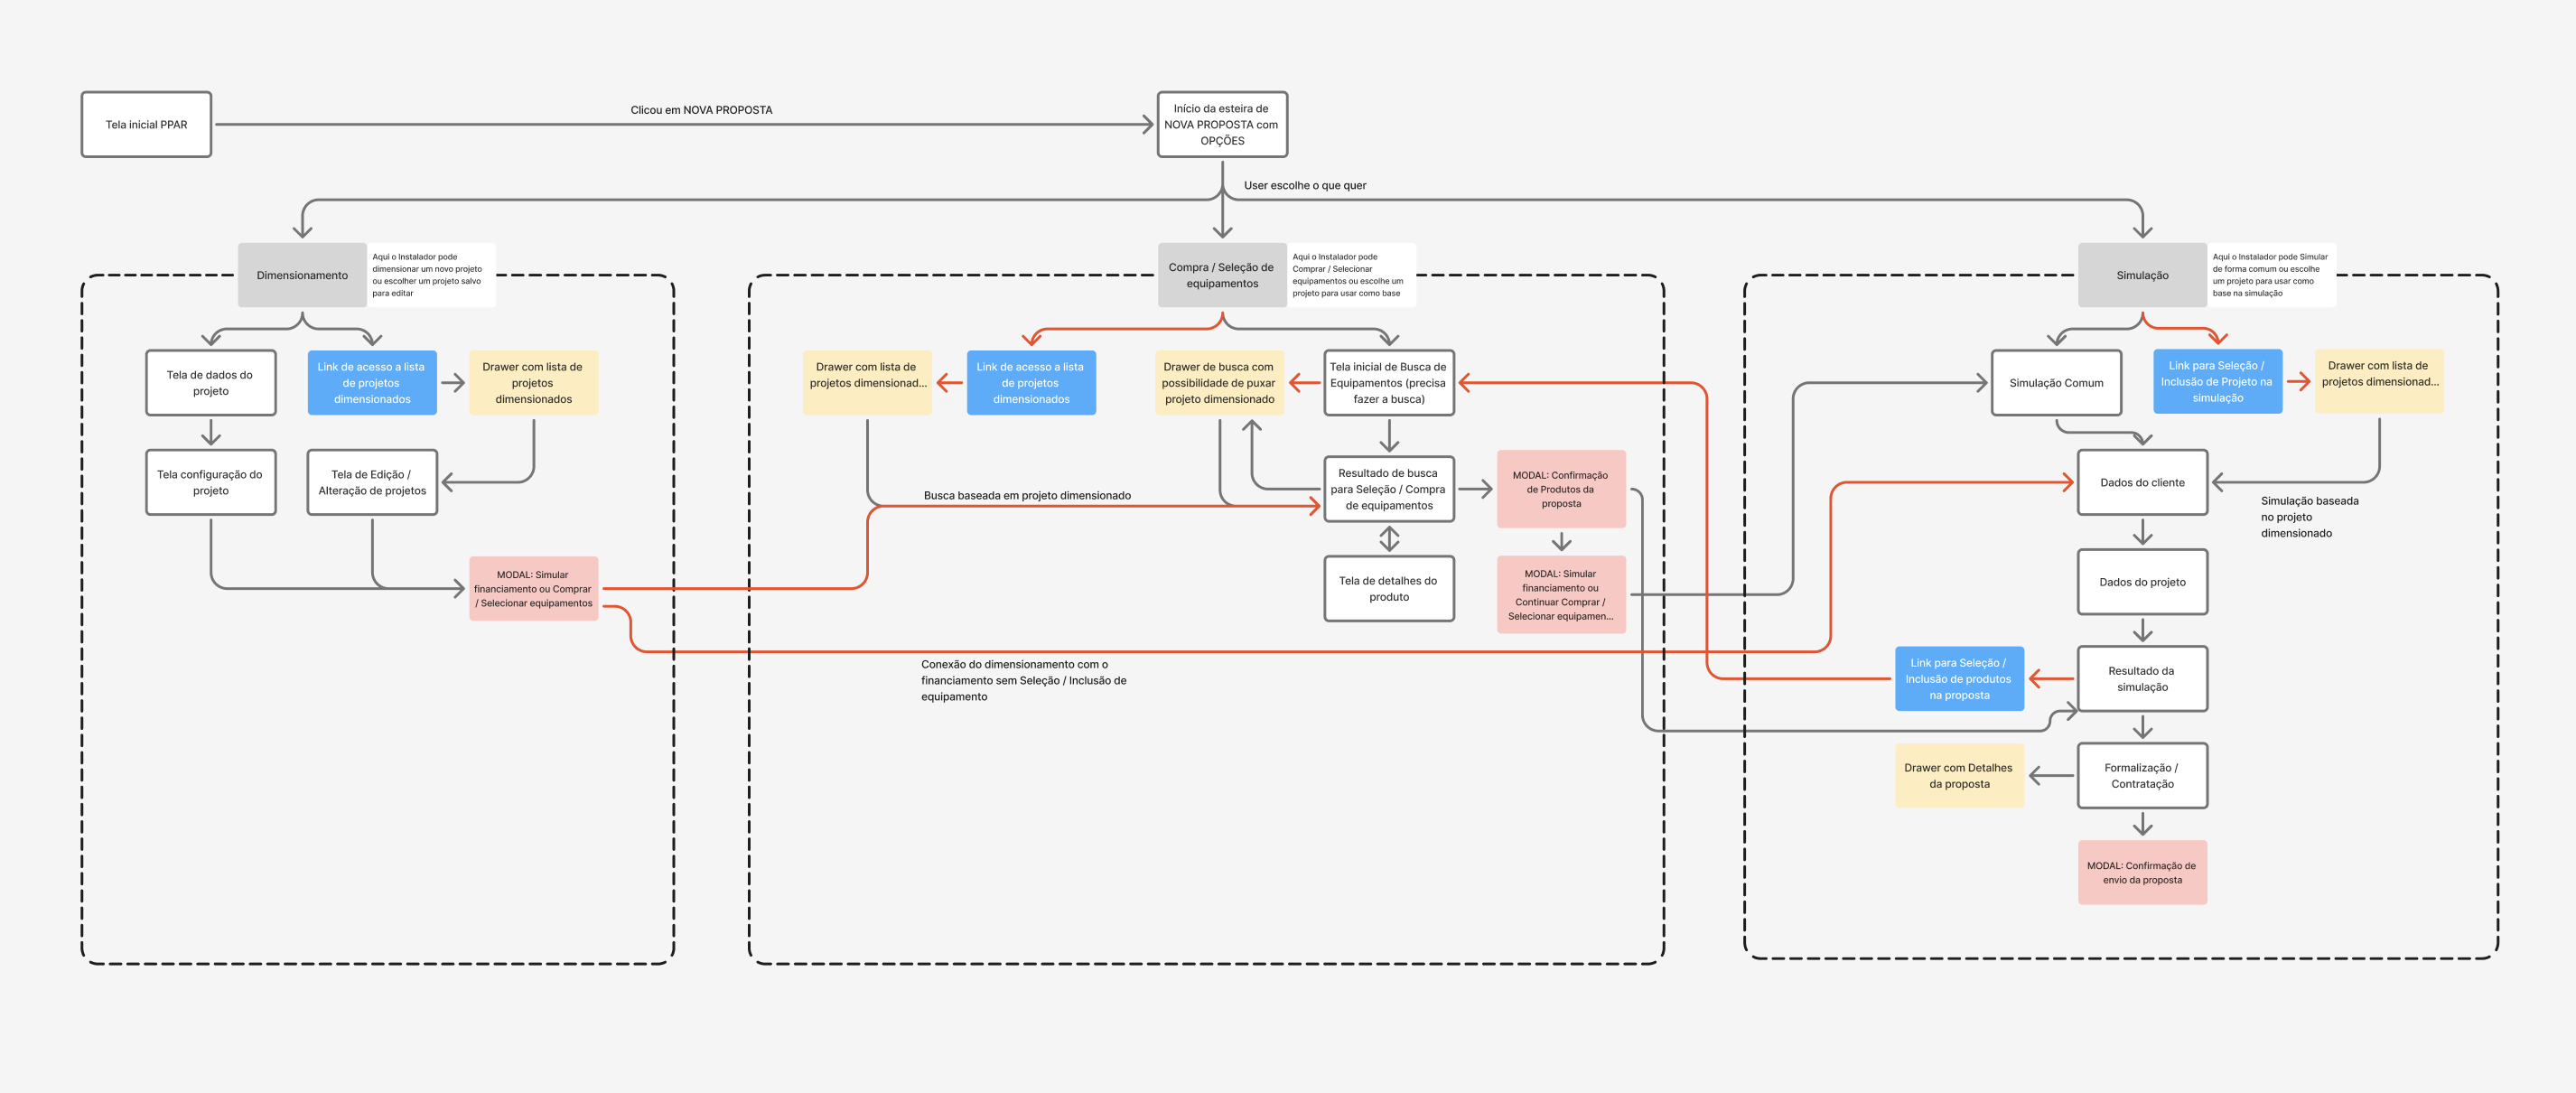 Tela inicial PPAR
Clicou em NOVA PROPOSTA
Início da esteira de
NOVA PROPOSTA com
OPÇÕES
User escolhe o que quer
Dimensionamento
Aqui o Instalador pode
dimensionar um novo projeto
ou escolher um projeto salvo
para editar
Tela de dados do
projeto
Link de acesso a lista
de projetos
dimensionados
Drawer com lista de
projetos
dimensionados
Tela configuração do
projeto
Tela de Edição /
Alteração de projetos
MODAL: Simular
financiamento ou Comprar
/ Selecionar equipamentos
Compra / Seleção de
equipamentos
Aqui o Instalador pode
Comprar / Selecionar
equipamentos ou escolhe um
projeto para usar como base
Drawer com lista de
projetos dimensionad...
Link de acesso a lista
de projetos
dimensionados
Drawer de busca com
possibilidade de puxar
projeto dimensionado
Tela inicial de Busca de
Equipamentos (precisa
fazer a busca)
Busca baseada em projeto dimensionado
Resultado de busca
para Seleção / Compra
de equipamentos
MODAL: Confirmação
de Produtos da
proposta
Tela de detalhes do
produto
MODAL: Simular
financiamento ou
Continuar Comprar /
Selecionar equipamen...
Conexão do dimensionamento com o
financiamento sem Seleção / Inclusão de
equipamento
Simulação
Aqui o Instalador pode Simular
de forma comum ou escolhe
um projeto para usar como
base na simulação
Simulação Comum
Link para Seleção /
Inclusão de Projeto na
simulação
Drawer com lista de
projetos dimensionad...
Dados do cliente
Simulação baseada
no projeto
dimensionado
Dados do projeto
Link para Seleção /
Inclusão de produtos
na proposta
Resultado da
simulação
Drawer com Detalhes
da proposta
Formalização /
Contratação
MODAL: Confirmação de
envio da proposta